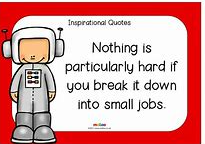 Inspirational Quotes
Nothing is
particularly hard if
you break it down
into small jobs.